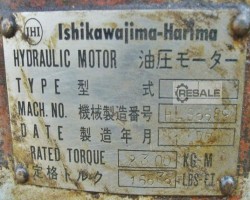 IHI Ishikawajima-Harima
HYDRAULIC MOTOR 油圧モーター
TYPE 型式
MACH. NO. 機械製造番号
DATE 製造年月
RATED TORQUE KG-M
定格トルク LBS-FT
RESALE